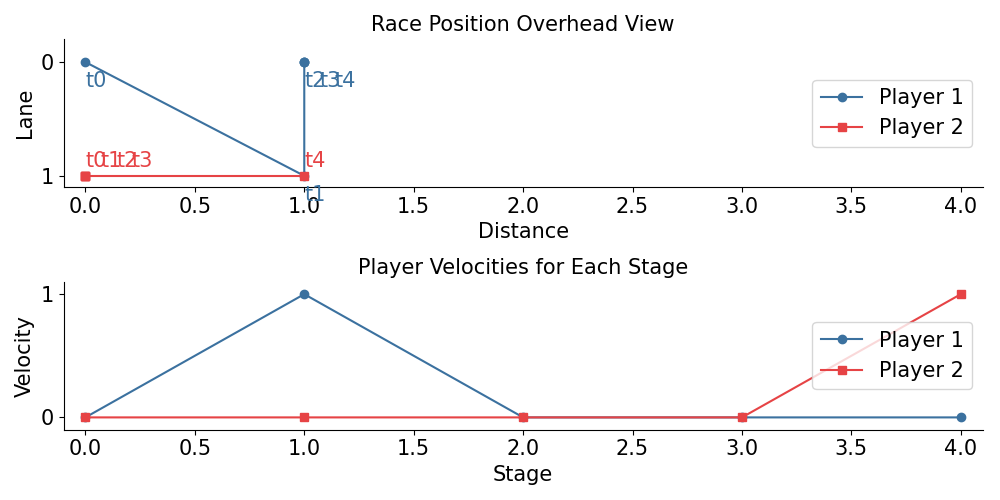 Race Position Overhead View
Lane
0
1
t0
t2t3t4
t0t1t2t3
t4
t1
Player 1
Player 2
0.0 0.5 1.0 1.5 2.0 2.5 3.0 3.5 4.0
Distance
Player Velocities for Each Stage
Velocity
1
0
Player 1
Player 2
0.0 0.5 1.0 1.5 2.0 2.5 3.0 3.5 4.0
Stage